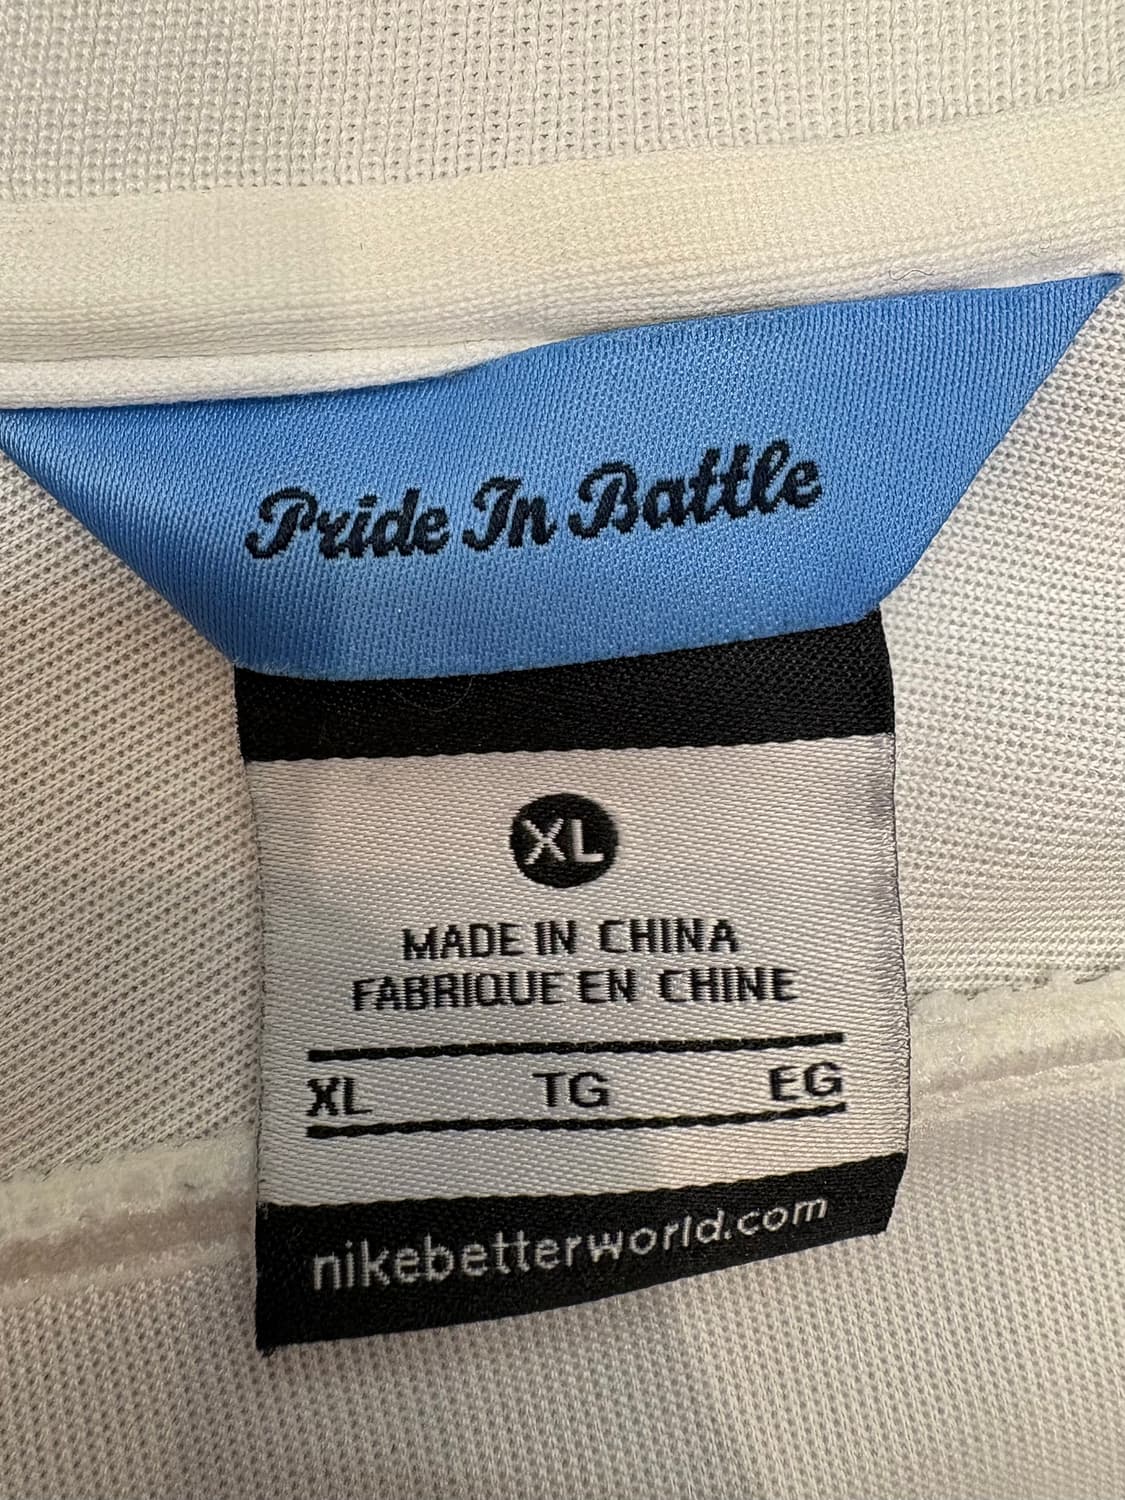 Pride In Battle
XL
MADE IN CHINA
FABRIQUE EN CHINE
XL TG EG
nikebetterworld.com